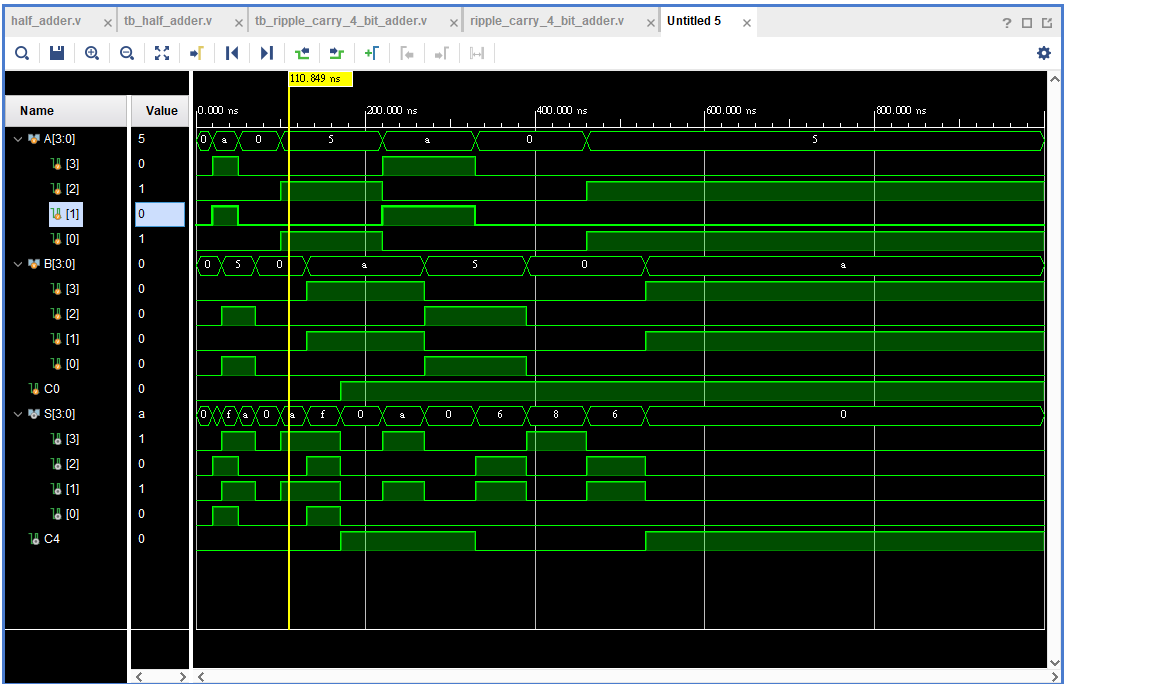 half_adder.v × tb_half_adder.v × tb_ripple_carry_4_bit_adder.v × ripple_carry_4_bit_adder.v × Untitled 5 ×
110.849 ns
Name Value 0.000 ns 200.000 ns 400.000 ns 600.000 ns 800.000 ns
A[3:0] 5 0 a 0 5 a 0 5
[3] 0
[2] 1
[1] 0
[0] 1
B[3:0] 0 0 5 0 a 5 0 a
[3] 0
[2] 0
[1] 0
[0] 0
C0 0
S[3:0] a 0 f a 0 a f 0 a 0 6 8 6 0
[3] 1
[2] 0
[1] 1
[0] 0
C4 0